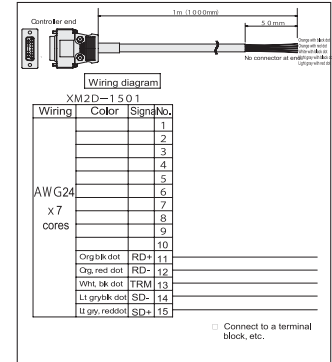 1m (1000mm)
Controller end
50mm
Orange with black dot
Orange with red dot
White with black dot
Light gray with black dot
Light gray with red dot
No connector at end
Wiring diagram
XM2D-1501
Wiring Color Signal No.
1
2
3
4
5
6
7
8
9
10
AWG24
x7
cores
Org blk dot RD+ 11
Org, red dot RD- 12
Wht, blk dot TRM 13
Lt gryblk dot SD- 14
Lt gry, reddot SD+ 15
□ Connect to a terminal
block, etc.